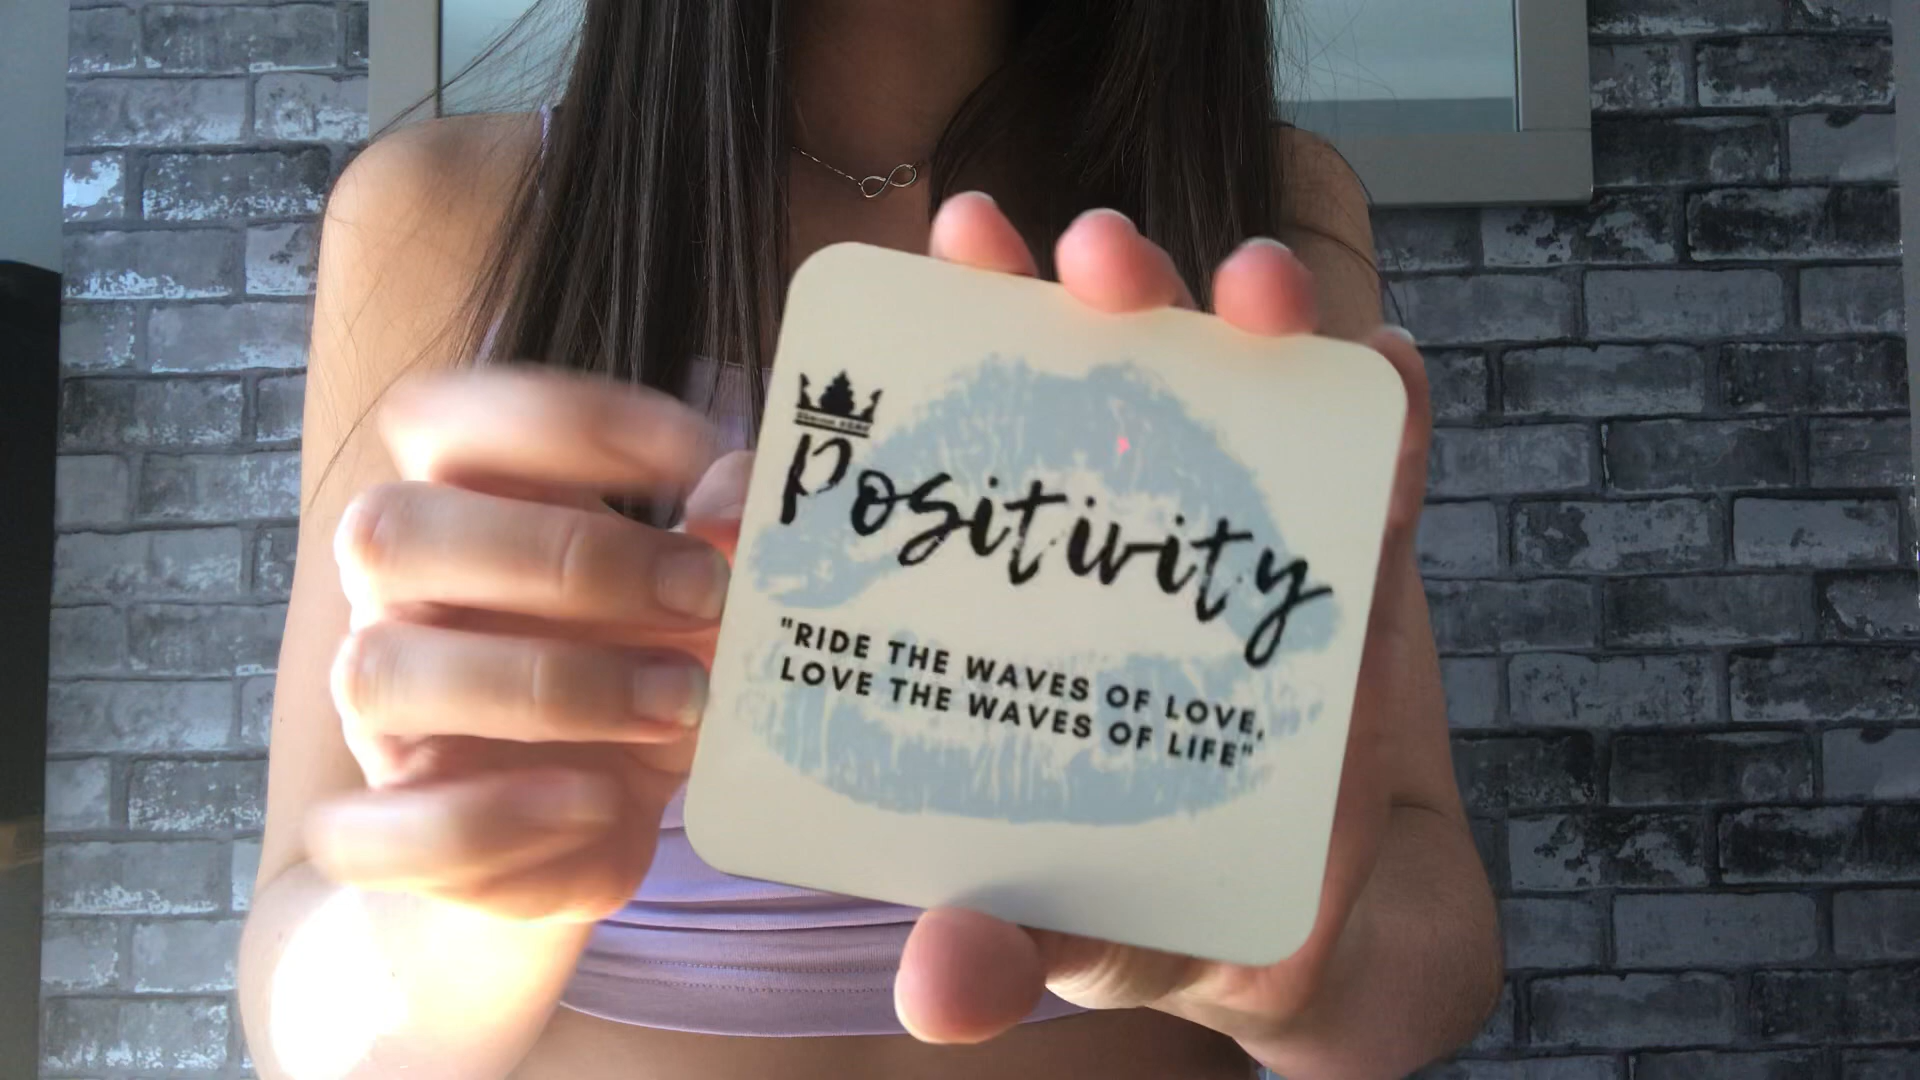 Positivity
"RIDE THE WAVES OF LOVE,
LOVE THE WAVES OF LIFE"